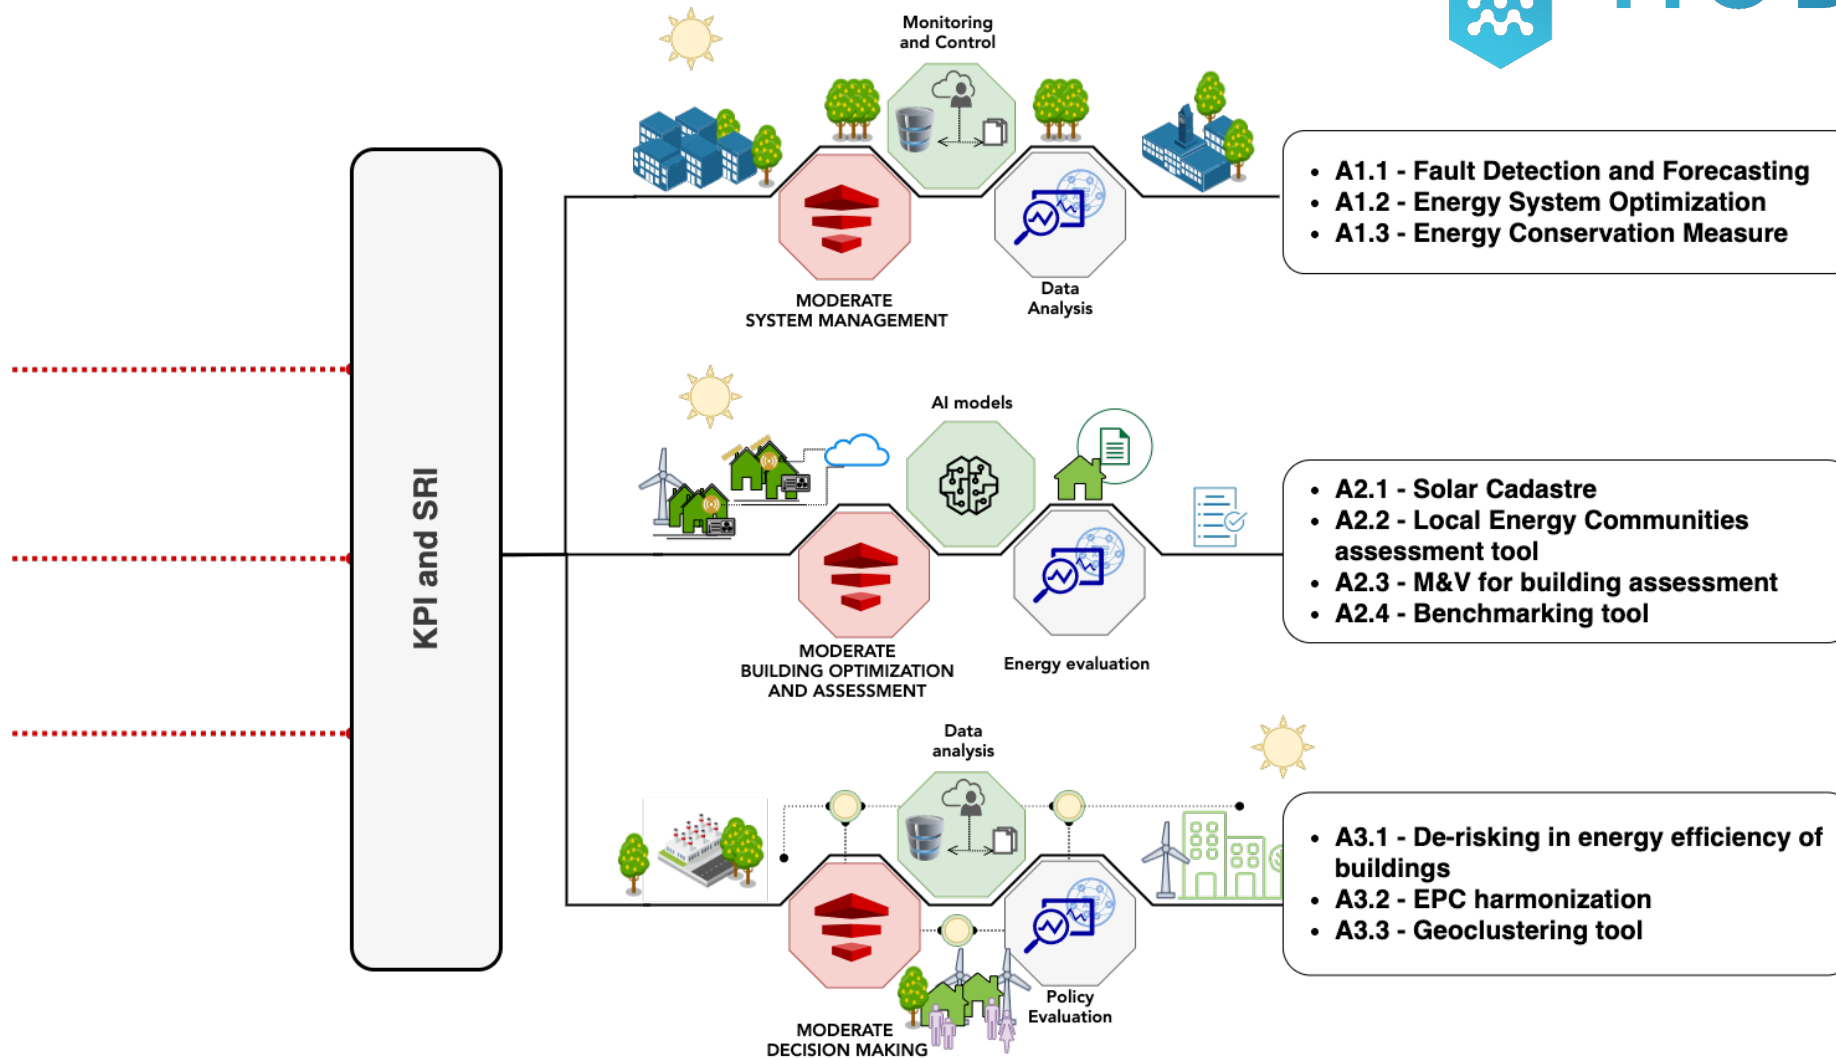 Monitoring
and Control
MODERATE
SYSTEM MANAGEMENT
Data
Analysis
• A1.1 - Fault Detection and Forecasting
• A1.2 - Energy System Optimization
• A1.3 - Energy Conservation Measure
KPI and SRI
AI models
MODERATE
BUILDING OPTIMIZATION
AND ASSESSMENT
Energy evaluation
• A2.1 - Solar Cadastre
• A2.2 - Local Energy Communities
assessment tool
• A2.3 - M&V for building assessment
• A2.4 - Benchmarking tool
Data
analysis
MODERATE
DECISION MAKING
Policy
Evaluation
• A3.1 - De-risking in energy efficiency of
buildings
• A3.2 - EPC harmonization
• A3.3 - Geoclustering tool